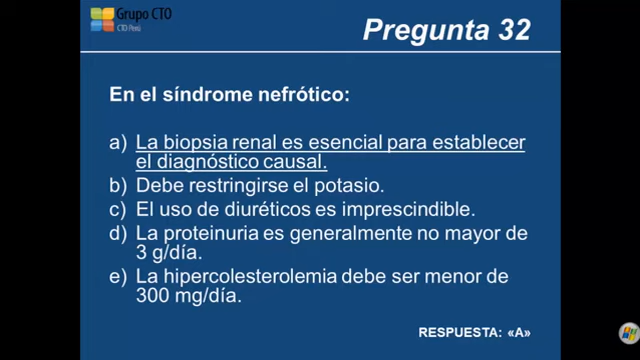 Grupo CTO
CTO Perú
Pregunta 32
En el síndrome nefrótico:
a) La biopsia renal es esencial para establecer
el diagnóstico causal.
b) Debe restringirse el potasio.
c) El uso de diuréticos es imprescindible.
d) La proteinuria es generalmente no mayor de
3 g/día.
e) La hipercolesterolemia debe ser menor de
300 mg/día.
RESPUESTA: «A»